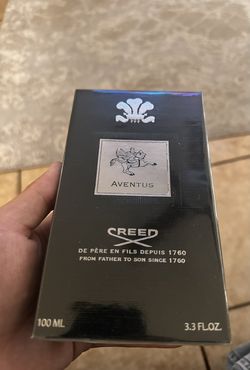 AVENTUS
CREED
DE PÈRE EN FILS DEPUIS 1760
FROM FATHER TO SON SINCE 1760
100 ML
3.3 FL.OZ.